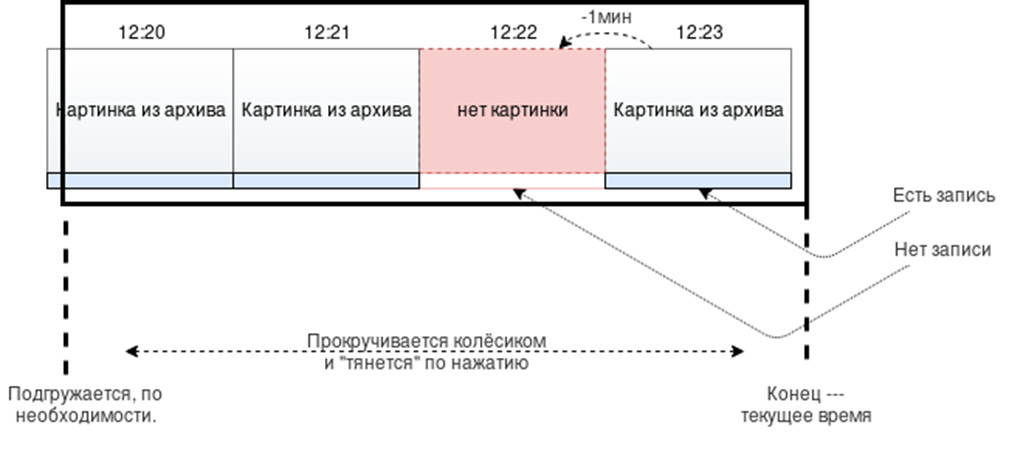 -1мин
12:20 12:21 12:22 12:23
Картинка из архива Картинка из архива нет картинки Картинка из архива
Есть запись
Нет записи
Прокручивается колёсиком
и "тянется" по нажатию
Подгружается, по
необходимости.
Конец ---
текущее время